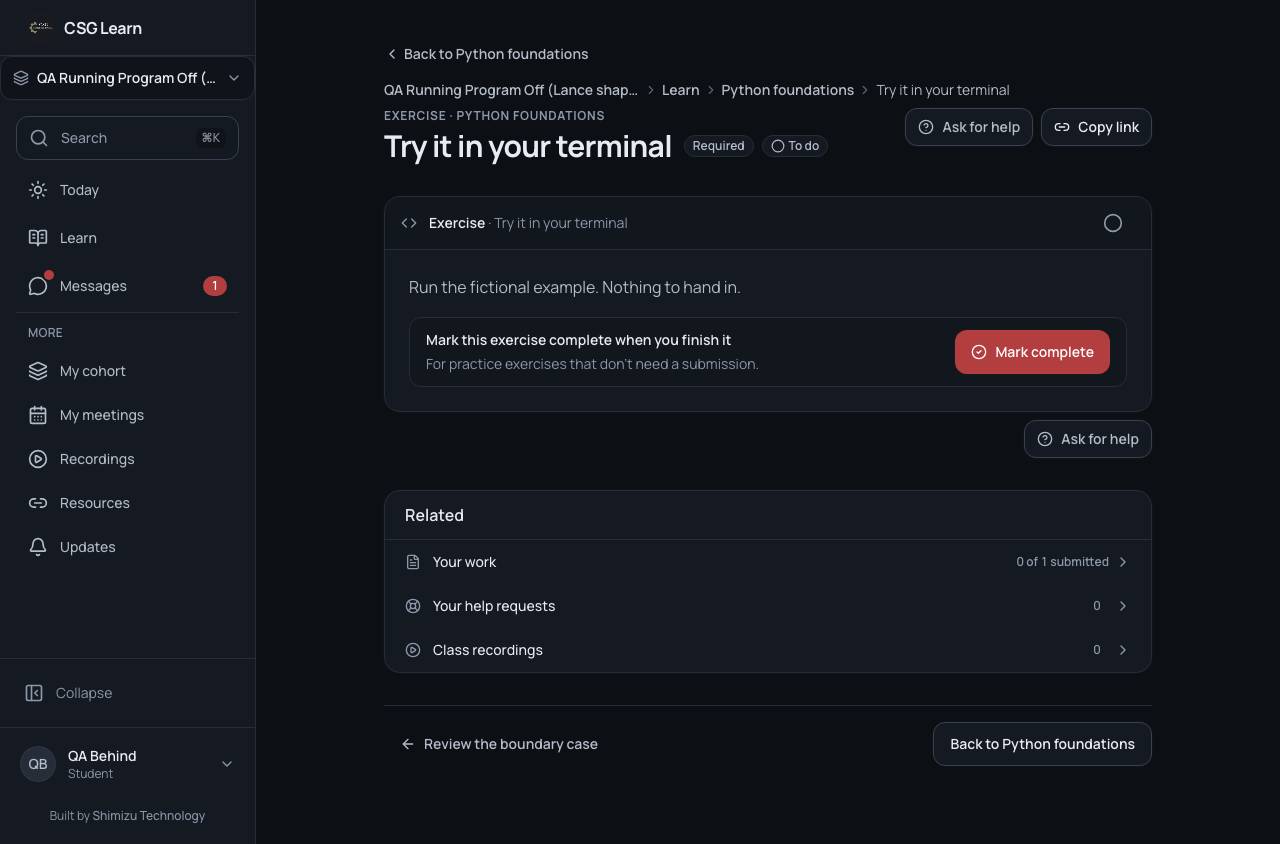 CSG Learn
QA Running Program Off (...
Search ⌘K
Today
Learn
Messages 1
MORE
My cohort
My meetings
Recordings
Resources
Updates
Collapse
QB
QA Behind
Student
Built by Shimizu Technology
Back to Python foundations
QA Running Program Off (Lance shap... > Learn > Python foundations > Try it in your terminal
EXERCISE · PYTHON FOUNDATIONS
Try it in your terminal Required To do
Ask for help Copy link
Exercise · Try it in your terminal
Run the fictional example. Nothing to hand in.
Mark this exercise complete when you finish it
For practice exercises that don't need a submission.
Mark complete
Ask for help
Related
Your work 0 of 1 submitted
Your help requests 0
Class recordings 0
Review the boundary case
Back to Python foundations